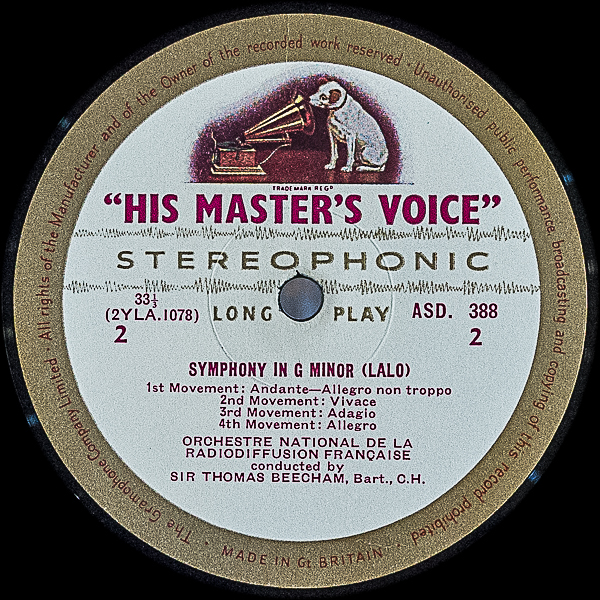 All rights of the Manufacturer and of the Owner of the recorded work reserved · Unauthorised public performance, broadcasting and copying of this record prohibited
TRADE MARK REGD
"HIS MASTER'S VOICE"
STEREOPHONIC
33⅓
(2YLA.1078) LONG PLAY ASD. 388
2 2
SYMPHONY IN G MINOR (LALO)
1st Movement: Andante—Allegro non troppo
2nd Movement: Vivace
3rd Movement: Adagio
4th Movement: Allegro
ORCHESTRE NATIONAL DE LA
RADIODIFFUSION FRANÇAISE
conducted by
SIR THOMAS BEECHAM, Bart., C.H.
· The Gramophone Company Limited
· MADE IN Gt. BRITAIN ·